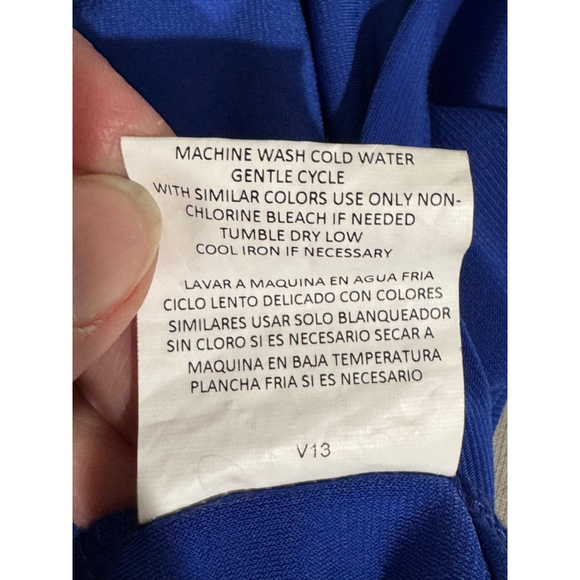 MACHINE WASH COLD WATER
GENTLE CYCLE
WITH SIMILAR COLORS USE ONLY NON-
CHLORINE BLEACH IF NEEDED
TUMBLE DRY LOW
COOL IRON IF NECESSARY
LAVAR A MAQUINA EN AGUA FRIA
CICLO LENTO DELICADO CON COLORES
SIMILARES USAR SOLO BLANQUEADOR
SIN CLORO SI ES NECESARIO SECAR A
MAQUINA EN BAJA TEMPERATURA
PLANCHA FRIA SI ES NECESARIO
V13